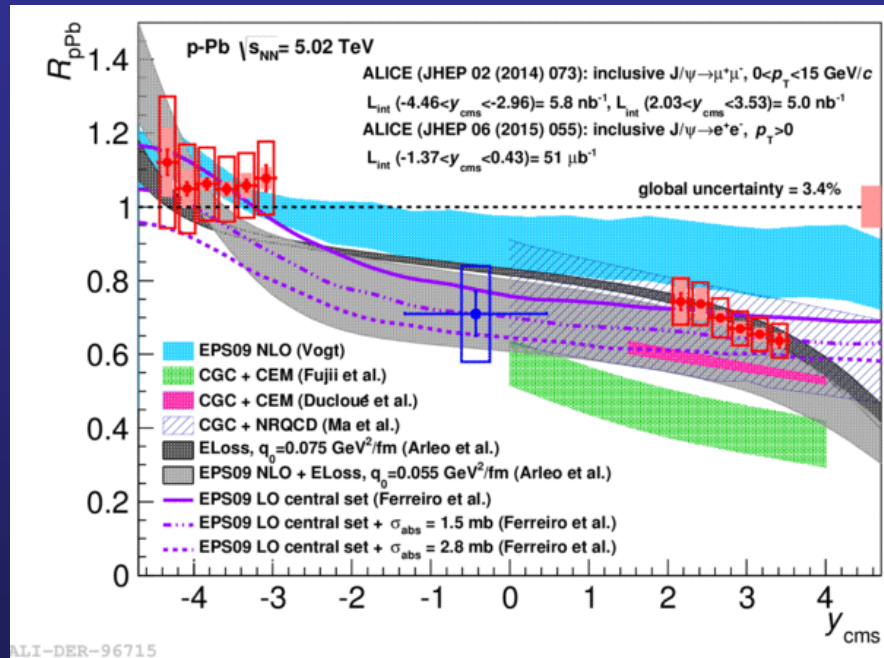 R_pPb
1.4
1.2
1
0.8
0.6
0.4
0.2
0
p-Pb √s_NN= 5.02 TeV
ALICE (JHEP 02 (2014) 073): inclusive J/ψ→μ⁺μ⁻, 0<p_T<15 GeV/c
L_int (-4.46<y_cms<-2.96)= 5.8 nb⁻¹, L_int (2.03<y_cms<3.53)= 5.0 nb⁻¹
ALICE (JHEP 06 (2015) 055): inclusive J/ψ→e⁺e⁻, p_T>0
L_int (-1.37<y_cms<0.43)= 51 μb⁻¹
global uncertainty = 3.4%
EPS09 NLO (Vogt)
CGC + CEM (Fujii et al.)
CGC + CEM (Ducloué et al.)
CGC + NRQCD (Ma et al.)
ELoss, q₀=0.075 GeV²/fm (Arleo et al.)
EPS09 NLO + ELoss, q₀=0.055 GeV²/fm (Arleo et al.)
EPS09 LO central set (Ferreiro et al.)
EPS09 LO central set + σ_abs = 1.5 mb (Ferreiro et al.)
EPS09 LO central set + σ_abs = 2.8 mb (Ferreiro et al.)
-4 -3 -2 -1 0 1 2 3 4
y_cms
ALI-DER-96715